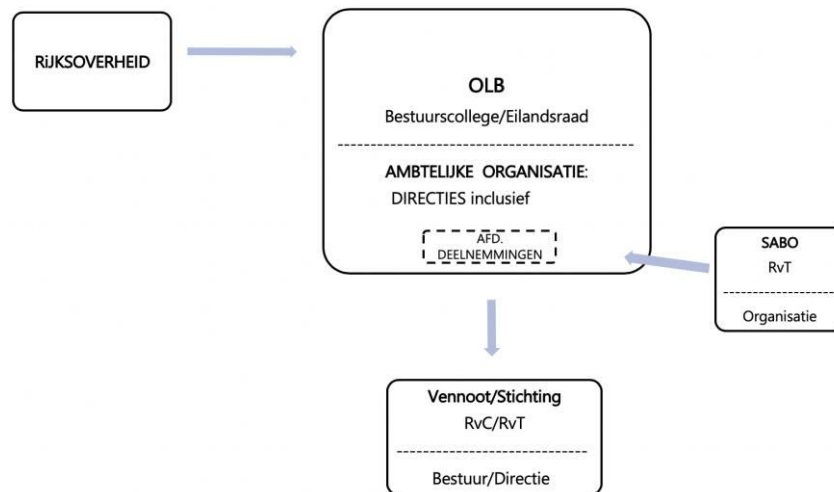 RiJKSOVERHEID
OLB
Bestuurscollege/Eilandsraad
AMBTELIJKE ORGANISATIE:
DIRECTIES inclusief
AFD.
DEELNEMMINGEN
SABO
RvT
Organisatie
Vennoot/Stichting
RvC/RvT
Bestuur/Directie